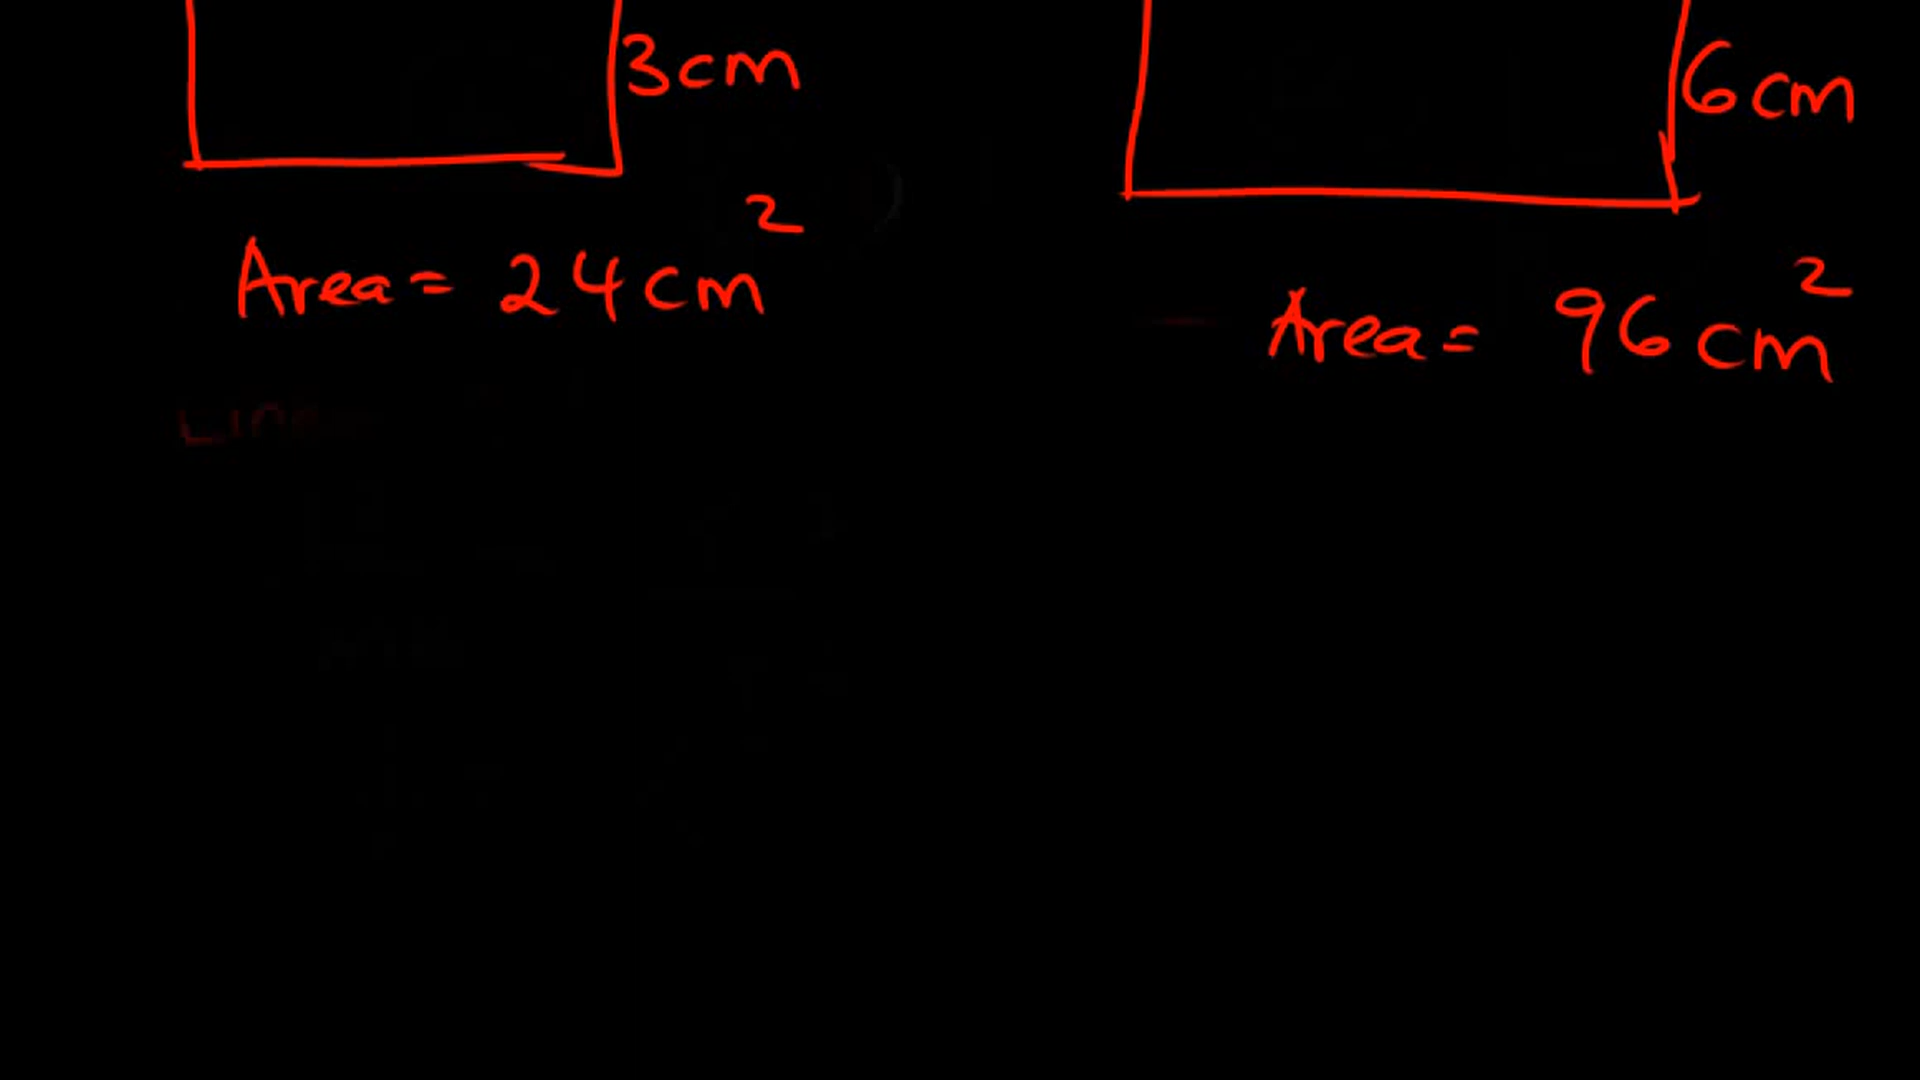 3cm
6cm
Area = 24cm²
Area = 96cm²